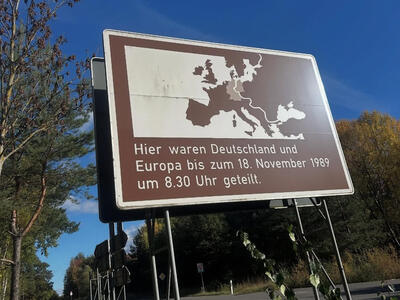 Hier waren Deutschland und
Europa bis zum 18. November 1989
um 8.30 Uhr geteilt.